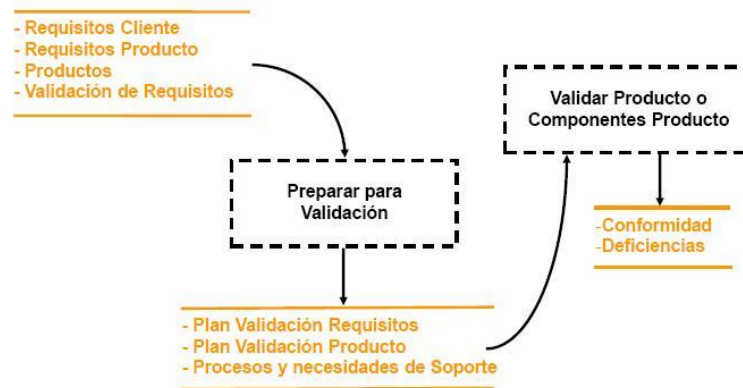 - Requisitos Cliente
- Requisitos Producto
- Productos
- Validación de Requisitos
Preparar para
Validación
- Plan Validación Requisitos
- Plan Validación Producto
- Procesos y necesidades de Soporte
Validar Producto o
Componentes Producto
-Conformidad
-Deficiencias